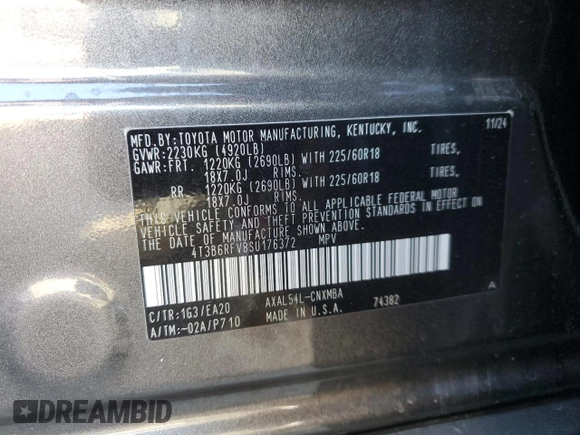 MFD.BY:TOYOTA MOTOR MANUFACTURING, KENTUCKY, INC. 11/24
GVWR:2230KG (4920LB)
GAWR:FRT. 1220KG (2690LB) WITH 225/60R18 TIRES,
18X7.0J RIMS.
RR 1220KG (2690LB) WITH 225/60R18 TIRES,
18X7.0J RIMS.
THIS VEHICLE CONFORMS TO ALL APPLICABLE FEDERAL MOTOR
VEHICLE SAFETY AND THEFT PREVENTION STANDARDS IN EFFECT ON
THE DATE OF MANUFACTURE SHOWN ABOVE.
4T3B6RFV8SU176372 MPV
C/TR:1G3/EA20 AXAL54L-CNXMBA 74382 A
A/TM:-02A/P710 MADE IN U.S.A.
DREAMBID